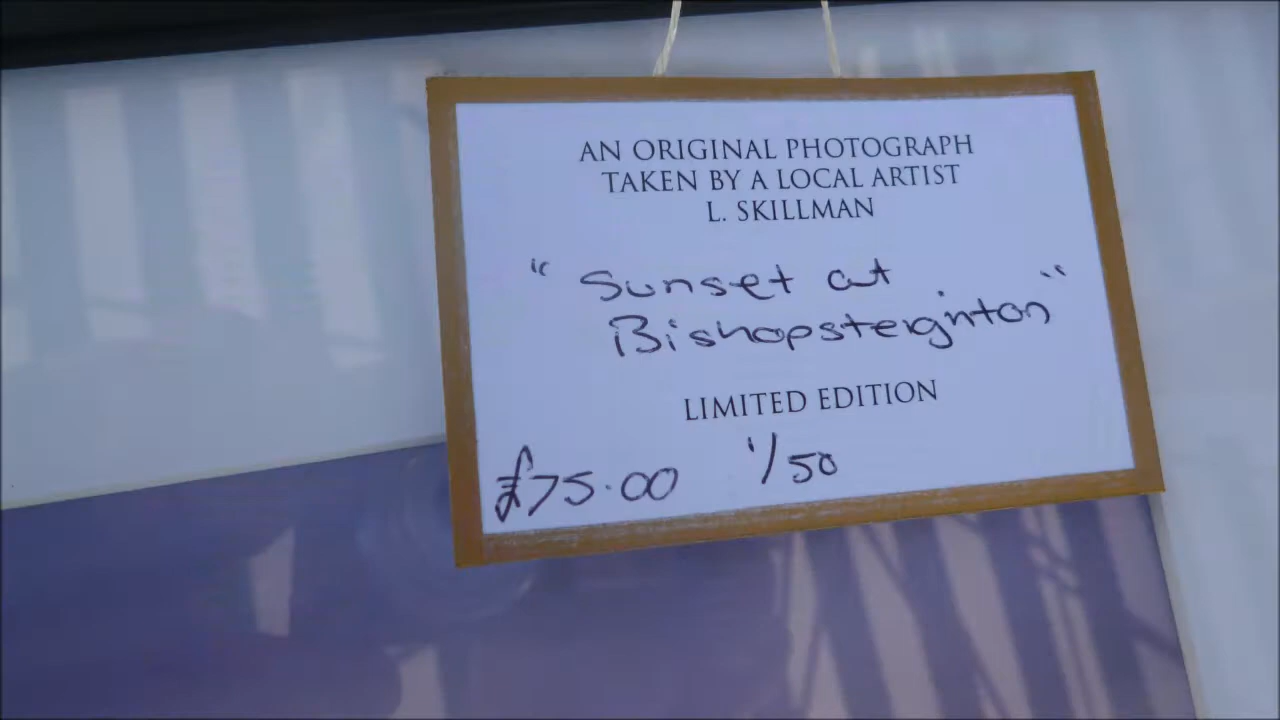 AN ORIGINAL PHOTOGRAPH
TAKEN BY A LOCAL ARTIST
L. SKILLMAN
“ Sunset at
Bishopsteignton ”
LIMITED EDITION
£75.00 1/50